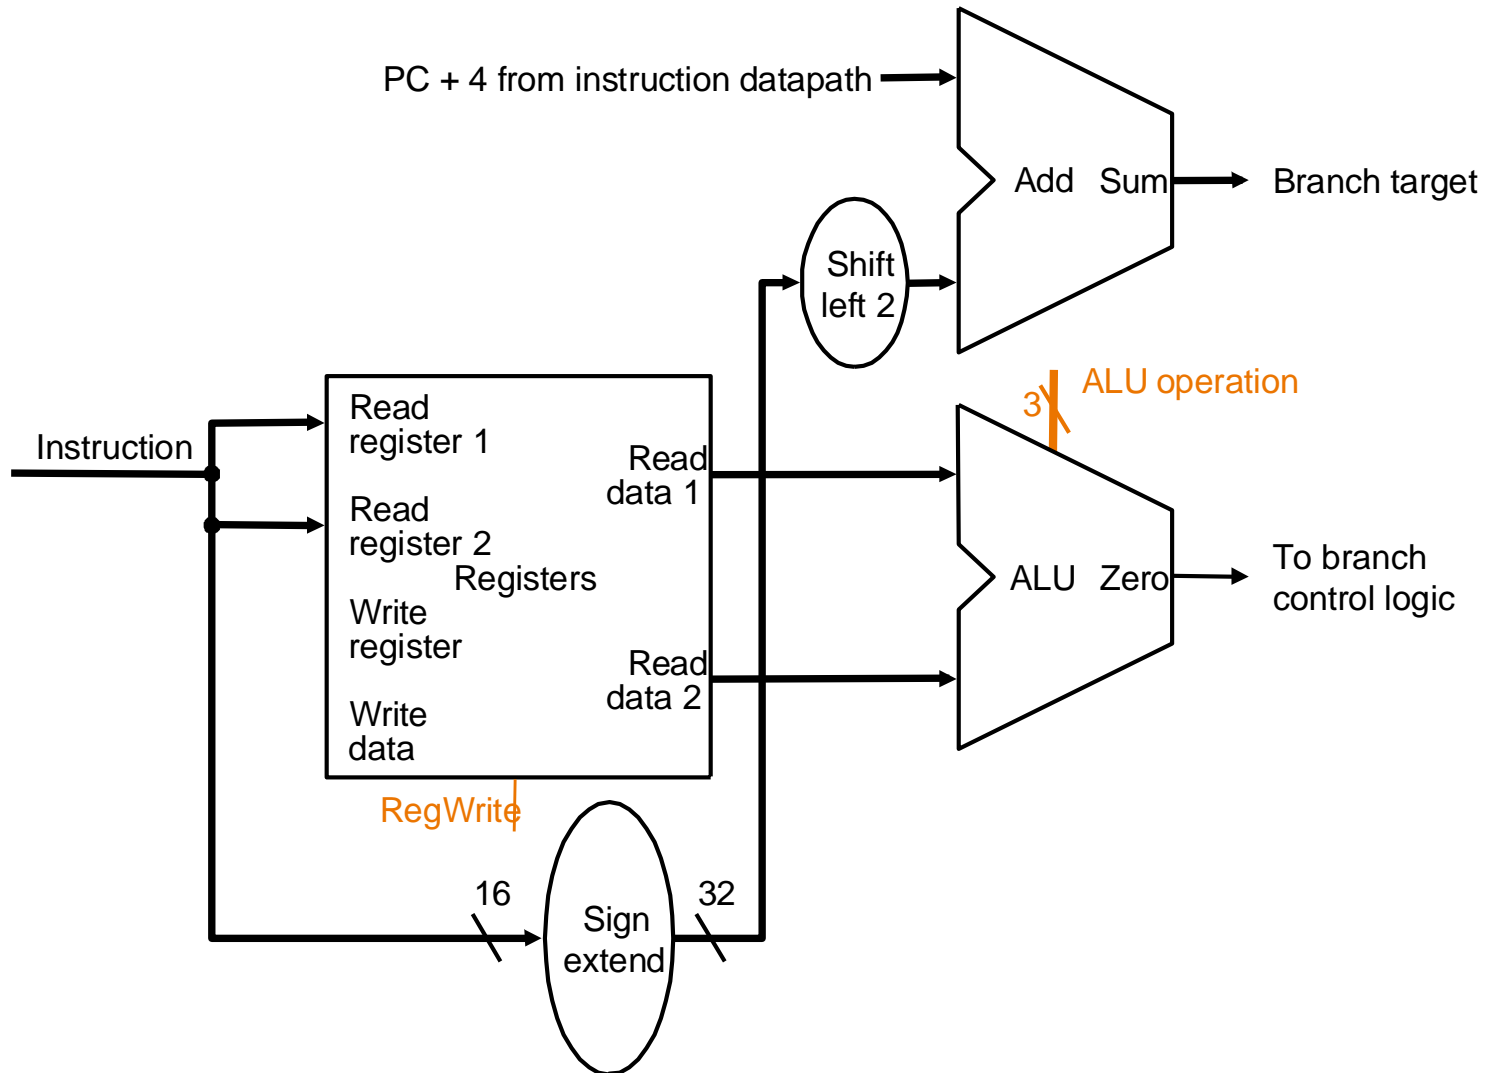 PC + 4 from instruction datapath
Add Sum
Branch target
Shift
left 2
ALU operation
3
Instruction
Read
register 1
Read
data 1
Read
register 2
Registers
ALU Zero
To branch
control logic
Write
register
Read
data 2
Write
data
RegWrite
16
32
Sign
extend